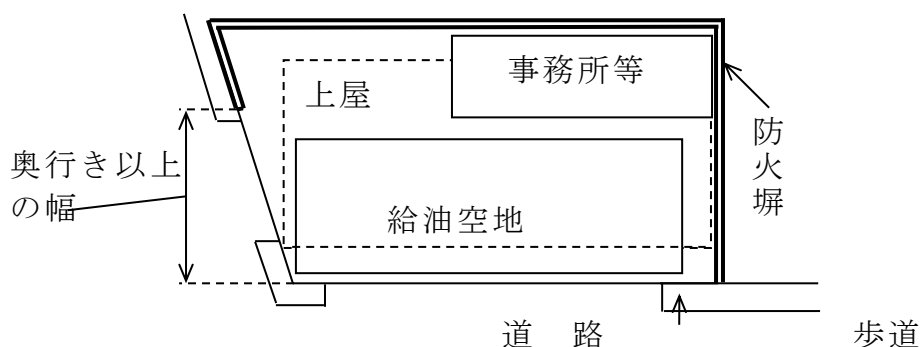 事務所等
上屋
防火塀
奥行き以上
の幅
給油空地
道　路
歩道